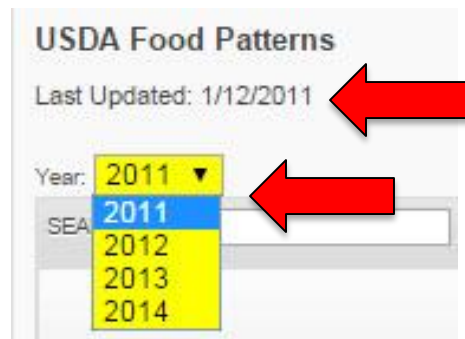 USDA Food Patterns
Last Updated: 1/12/2011
Year: 2011
SEA
2011
2012
2013
2014